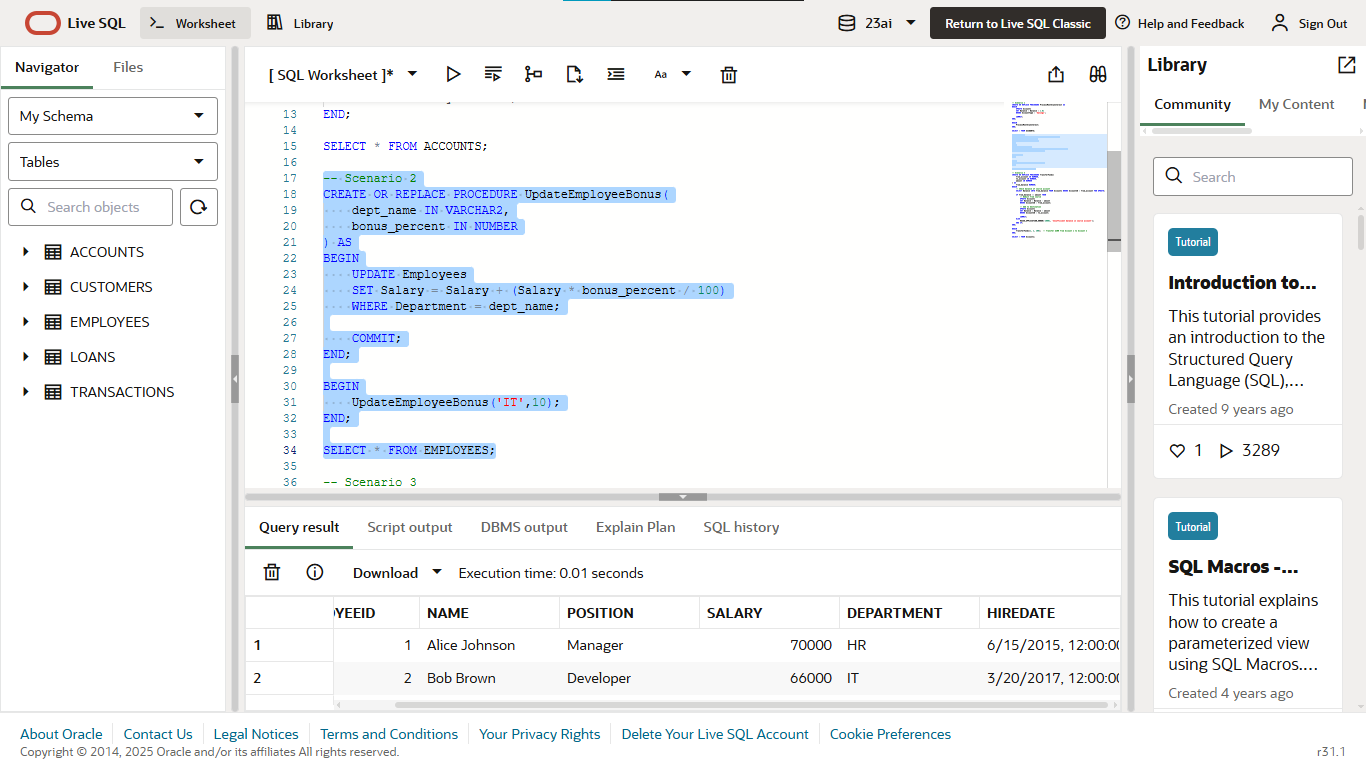 Live SQL
Worksheet
Library
23ai
Return to Live SQL Classic
Help and Feedback
Sign Out
Navigator
Files
My Schema
Tables
Search objects
ACCOUNTS
CUSTOMERS
EMPLOYEES
LOANS
TRANSACTIONS
[ SQL Worksheet ]*
Aa
13 END;
14
15 SELECT * FROM ACCOUNTS;
16
17 -- Scenario 2
18 CREATE OR REPLACE PROCEDURE UpdateEmployeeBonus(
19 dept_name IN VARCHAR2,
20 bonus_percent IN NUMBER
21 ) AS
22 BEGIN
23 UPDATE Employees
24 SET Salary = Salary + (Salary * bonus_percent / 100)
25 WHERE Department = dept_name;
26
27 COMMIT;
28 END;
29
30 BEGIN
31 UpdateEmployeeBonus('IT',10);
32 END;
33
34 SELECT * FROM EMPLOYEES;
35
36 -- Scenario 3
Query result
Script output
DBMS output
Explain Plan
SQL history
Download
Execution time: 0.01 seconds
YEEID NAME POSITION SALARY DEPARTMENT HIREDATE
1 1 Alice Johnson Manager 70000 HR 6/15/2015, 12:00:00
2 2 Bob Brown Developer 66000 IT 3/20/2017, 12:00:00
Library
Community
My Content
Search
Tutorial
Introduction to...
This tutorial provides
an introduction to the
Structured Query
Language (SQL),...
Created 9 years ago
1 3289
Tutorial
SQL Macros -...
This tutorial explains
how to create a
parameterized view
using SQL Macros....
Created 4 years ago
About Oracle
Contact Us
Legal Notices
Terms and Conditions
Your Privacy Rights
Delete Your Live SQL Account
Cookie Preferences
Copyright © 2014, 2025 Oracle and/or its affiliates All rights reserved.
r31.1